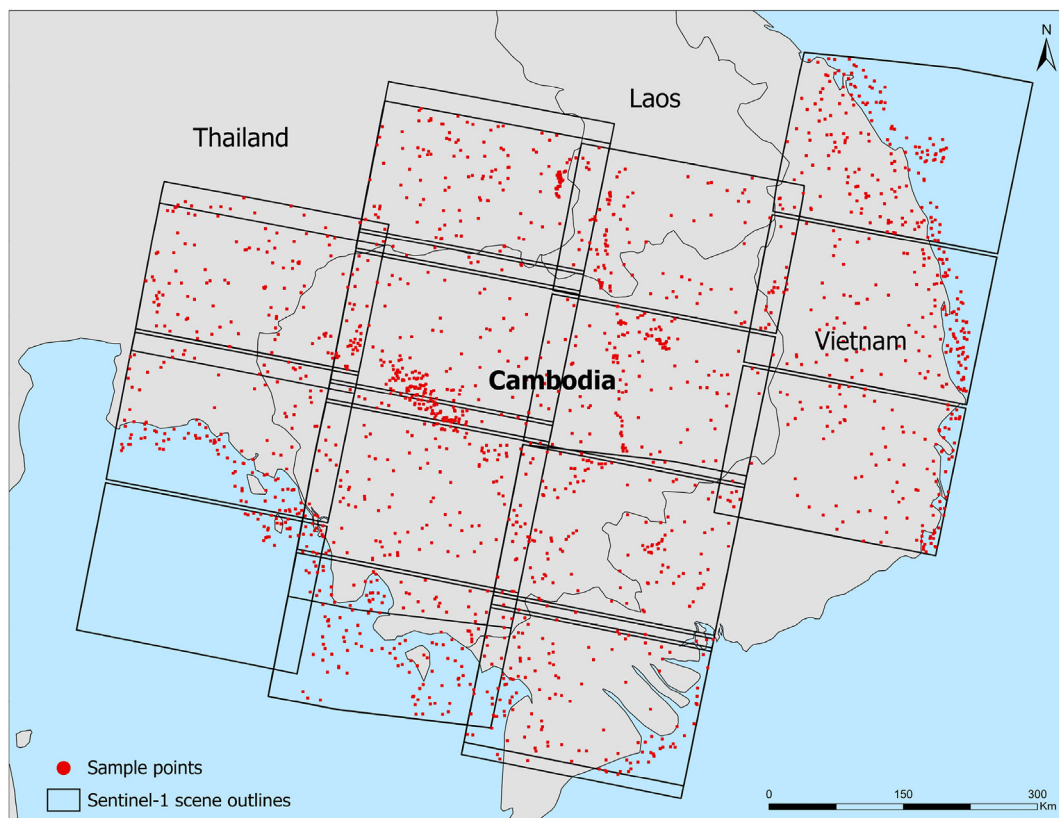 N
Laos
Thailand
Vietnam
Cambodia
Sample points
Sentinel-1 scene outlines
0 150 300
Km